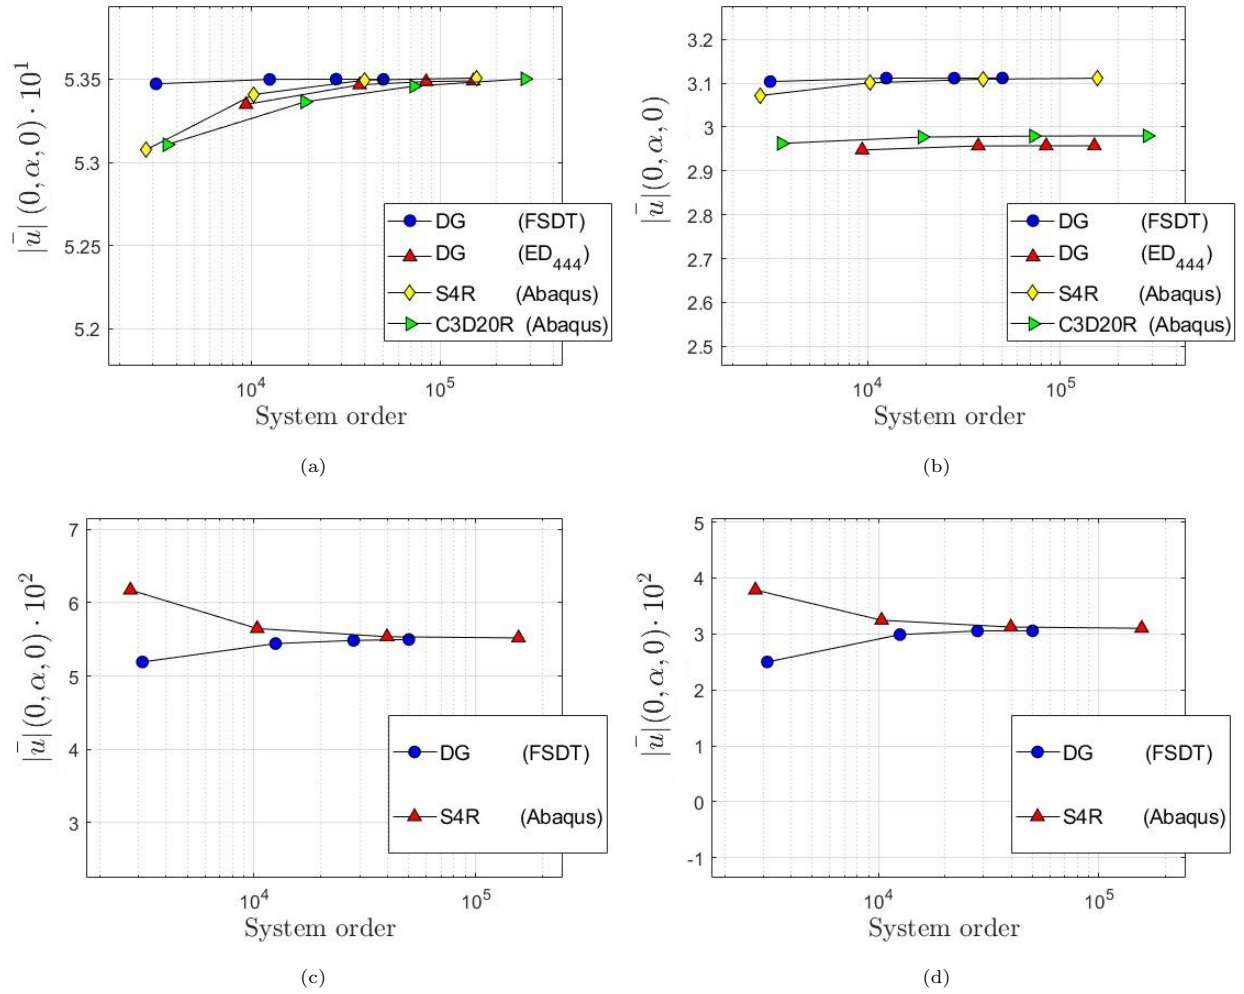 5.35
5.3
5.25
5.2
|ū| (0, α, 0) · 10¹
DG (FSDT)
DG (ED₄₄₄)
S4R (Abaqus)
C3D20R (Abaqus)
10⁴ 10⁵
System order
(a)
3.2
3.1
3
2.9
2.8
2.7
2.6
2.5
|ū|(0, α, 0)
DG (FSDT)
DG (ED₄₄₄)
S4R (Abaqus)
C3D20R (Abaqus)
10⁴ 10⁵
System order
(b)
7
6
5
4
3
|ū|(0, α, 0) · 10²
DG (FSDT)
S4R (Abaqus)
10⁴ 10⁵
System order
(c)
5
4
3
2
1
0
-1
|ū|(0, α, 0) · 10²
DG (FSDT)
S4R (Abaqus)
10⁴ 10⁵
System order
(d)